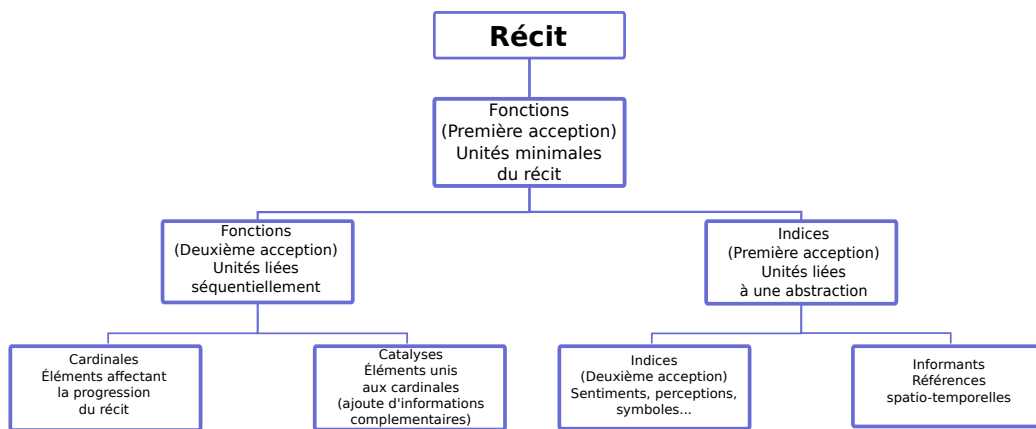 Récit
Fonctions
(Première acception)
Unités minimales
du récit
Fonctions
(Deuxième acception)
Unités liées
séquentiellement
Indices
(Première acception)
Unités liées
à une abstraction
Cardinales
Éléments affectant
la progression
du récit
Catalyses
Éléments unis
aux cardinales
(ajoute d'informations
complementaires)
Indices
(Deuxième acception)
Sentiments, perceptions,
symboles...
Informants
Références
spatio-temporelles